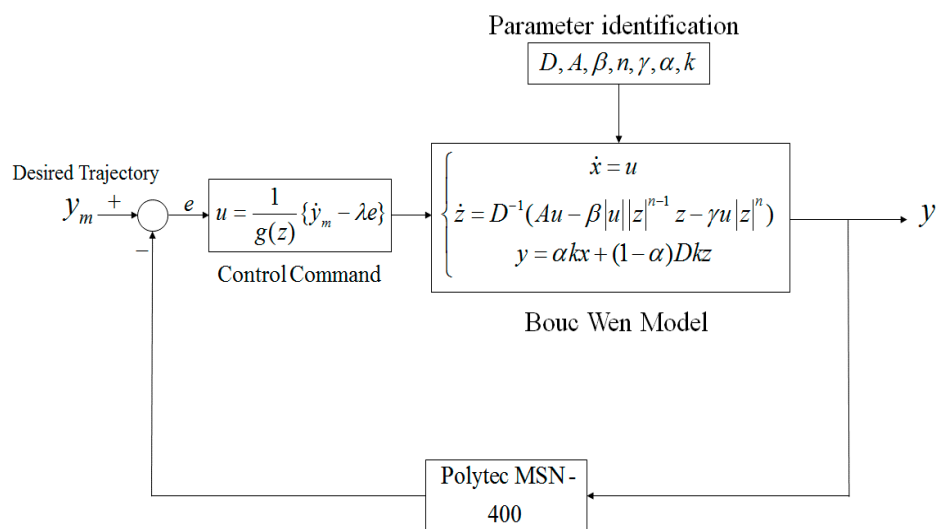 Parameter identification
D, A, β, n, γ, α, k
Desired Trajectory
y_m
+
−
e
u = \frac{1}{g(z)} {ẏ_m − λe}
Control Command
ẋ = u
ż = D^{-1}(Au − β|u||z|^{n-1} z − γu|z|^n)
y = αkx + (1−α)Dkz
Bouc Wen Model
y
Polytec MSN -
400